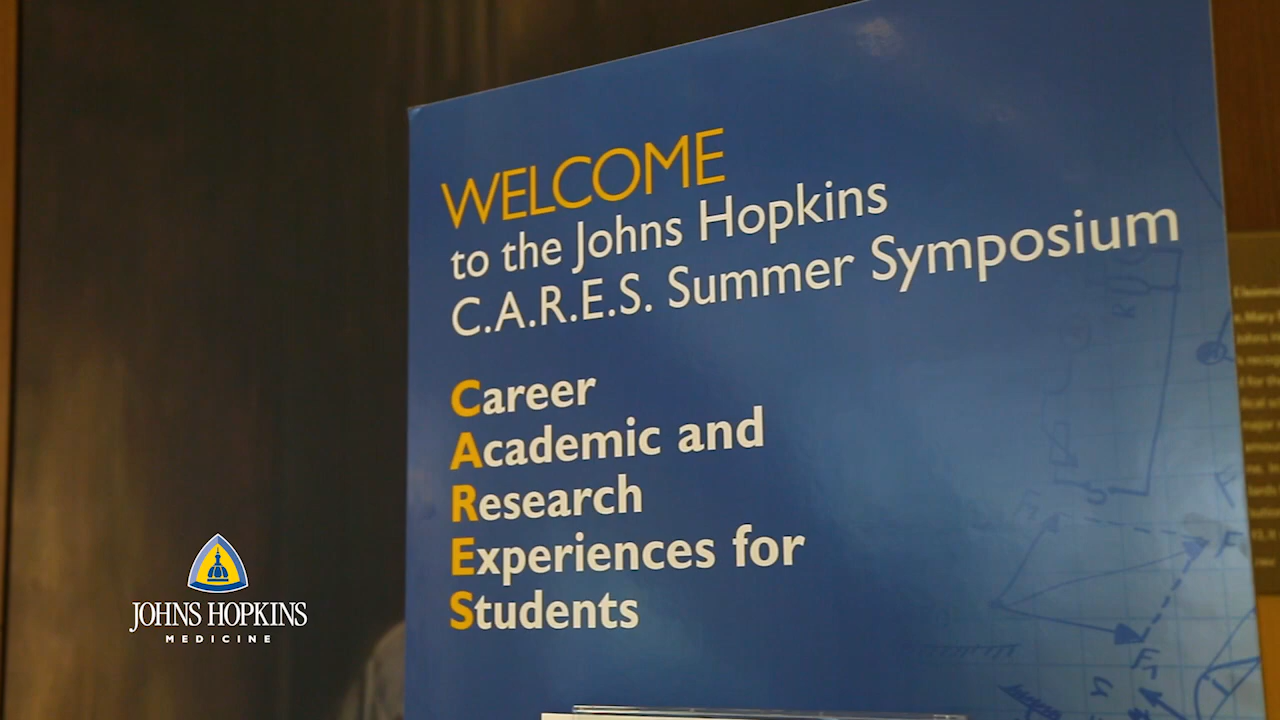 WELCOME
to the Johns Hopkins
C.A.R.E.S. Summer Symposium
Career
Academic and
Research
Experiences for
Students
JOHNS HOPKINS
MEDICINE